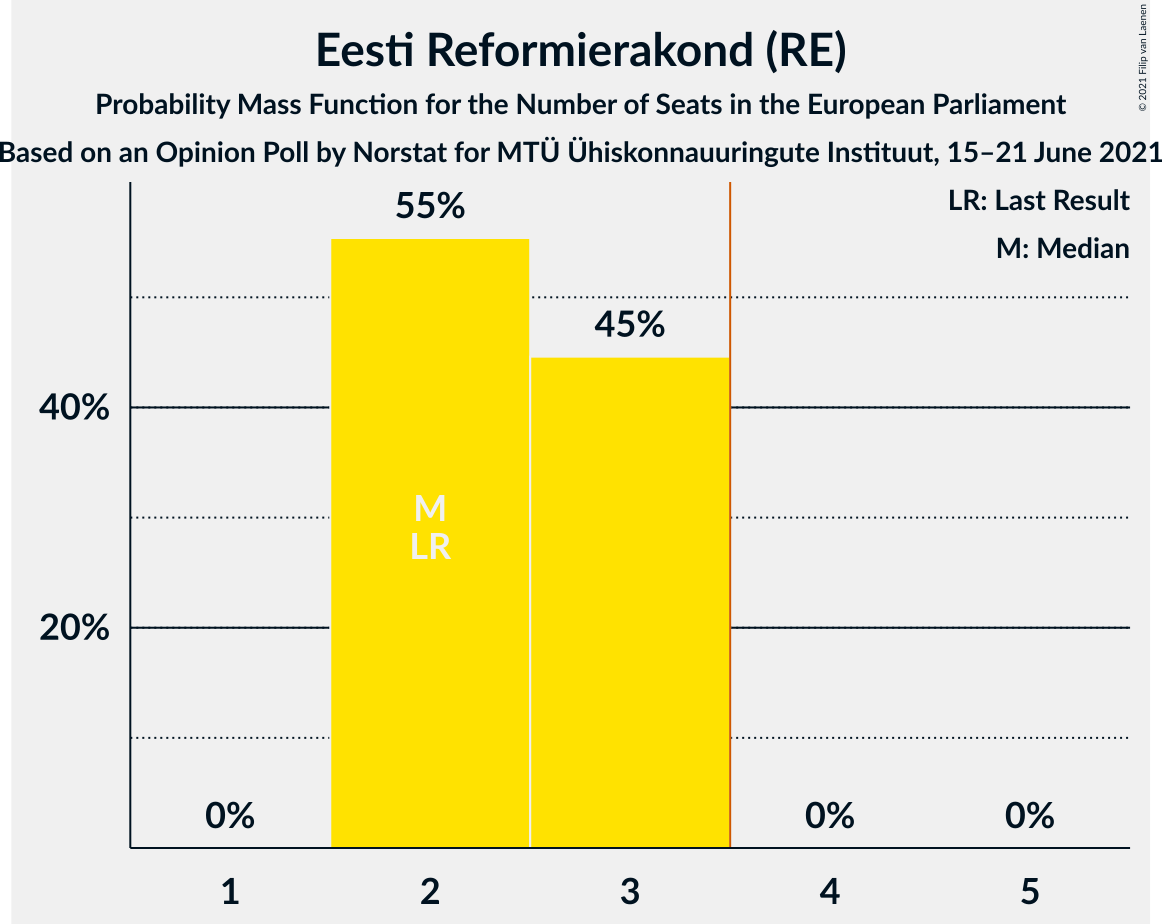 Eesti Reformierakond (RE)
Probability Mass Function for the Number of Seats in the European Parliament
Based on an Opinion Poll by Norstat for MTÜ Ühiskonnauuringute Instituut, 15–21 June 2021
© 2021 Filip van Laenen
LR: Last Result
M: Median
55%
45%
40%
M
LR
20%
0%
0%
0%
1
2
3
4
5